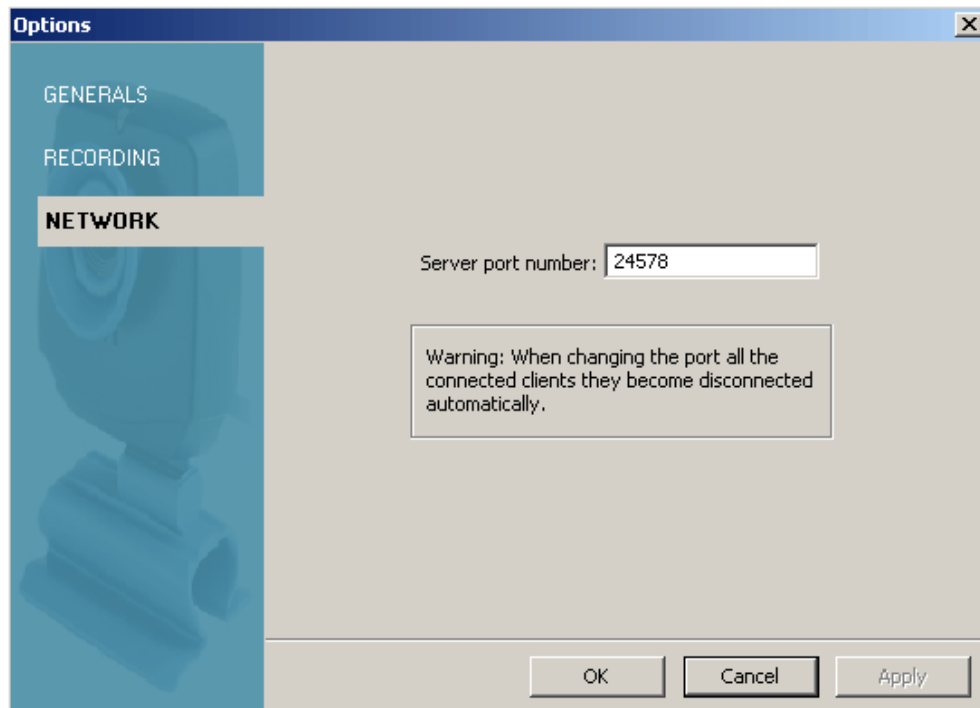 Options
GENERALS
RECORDING
NETWORK
Server port number: 24578
Warning: When changing the port all the
connected clients they become disconnected
automatically.
OK Cancel Apply